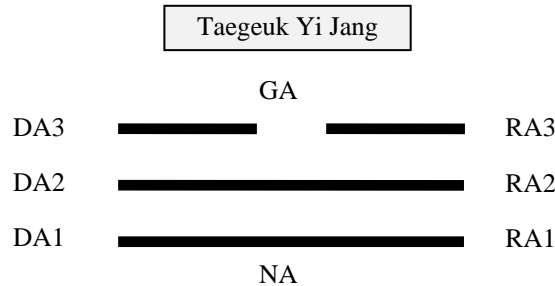 Taegeuk Yi Jang
GA
DA3 RA3
DA2 RA2
DA1 RA1
NA